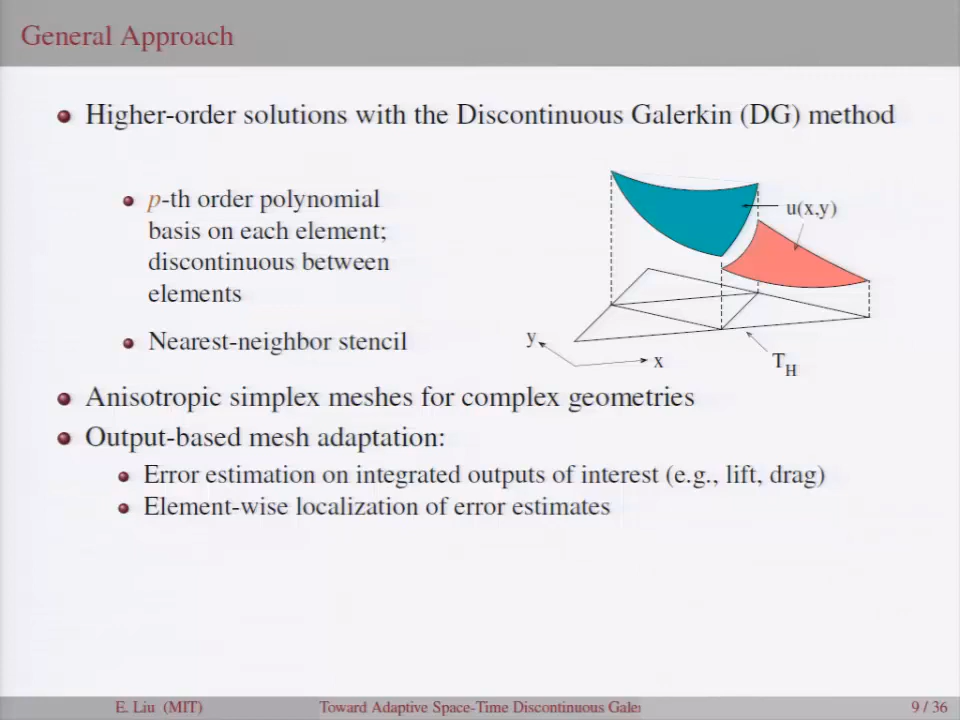 General Approach
Higher-order solutions with the Discontinuous Galerkin (DG) method
p-th order polynomial
basis on each element;
discontinuous between
elements
Nearest-neighbor stencil
u(x,y)
y
x
T_H
Anisotropic simplex meshes for complex geometries
Output-based mesh adaptation:
Error estimation on integrated outputs of interest (e.g., lift, drag)
Element-wise localization of error estimates
E. Liu (MIT)
Toward Adaptive Space-Time Discontinuous Galer
9 / 36